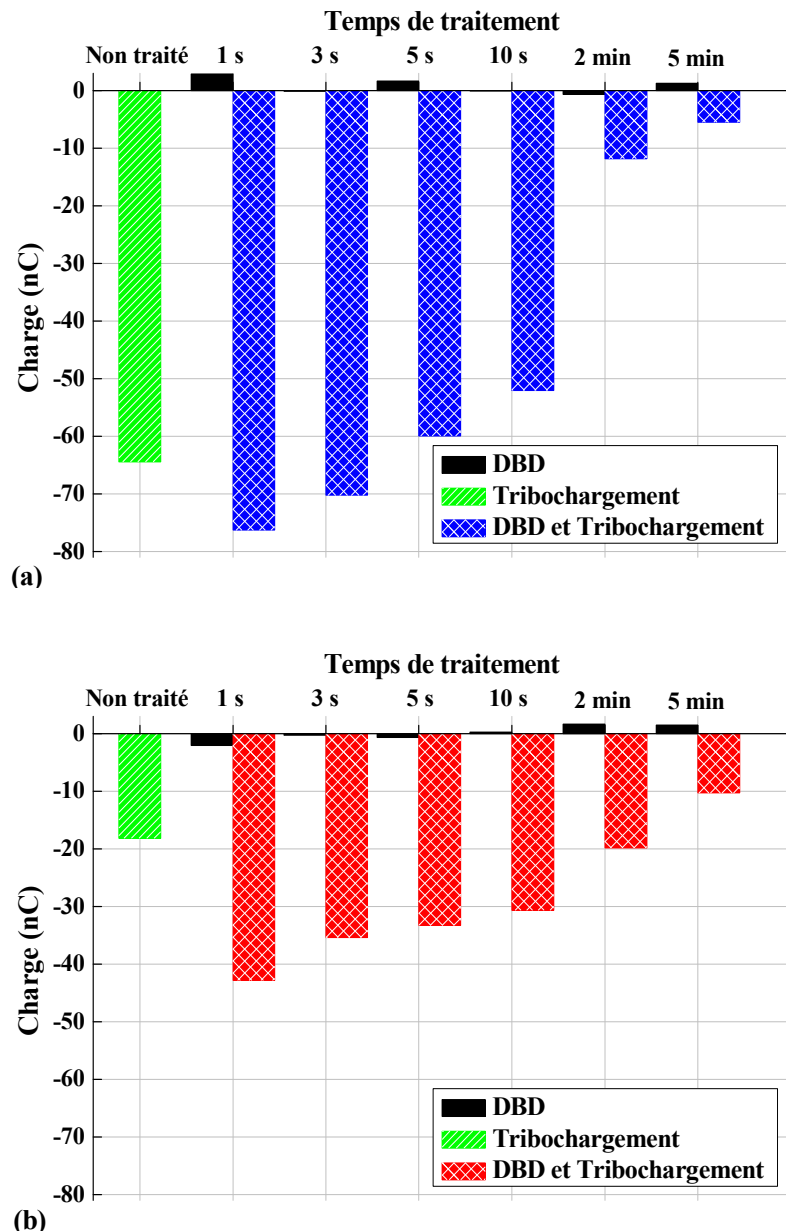 Temps de traitement
Non traité 1 s 3 s 5 s 10 s 2 min 5 min
0
-10
-20
-30
-40
-50
-60
-70
-80
Charge (nC)
DBD
Tribochargement
DBD et Tribochargement
(a)
Temps de traitement
Non traité 1 s 3 s 5 s 10 s 2 min 5 min
0
-10
-20
-30
-40
-50
-60
-70
-80
Charge (nC)
DBD
Tribochargement
DBD et Tribochargement
(b)